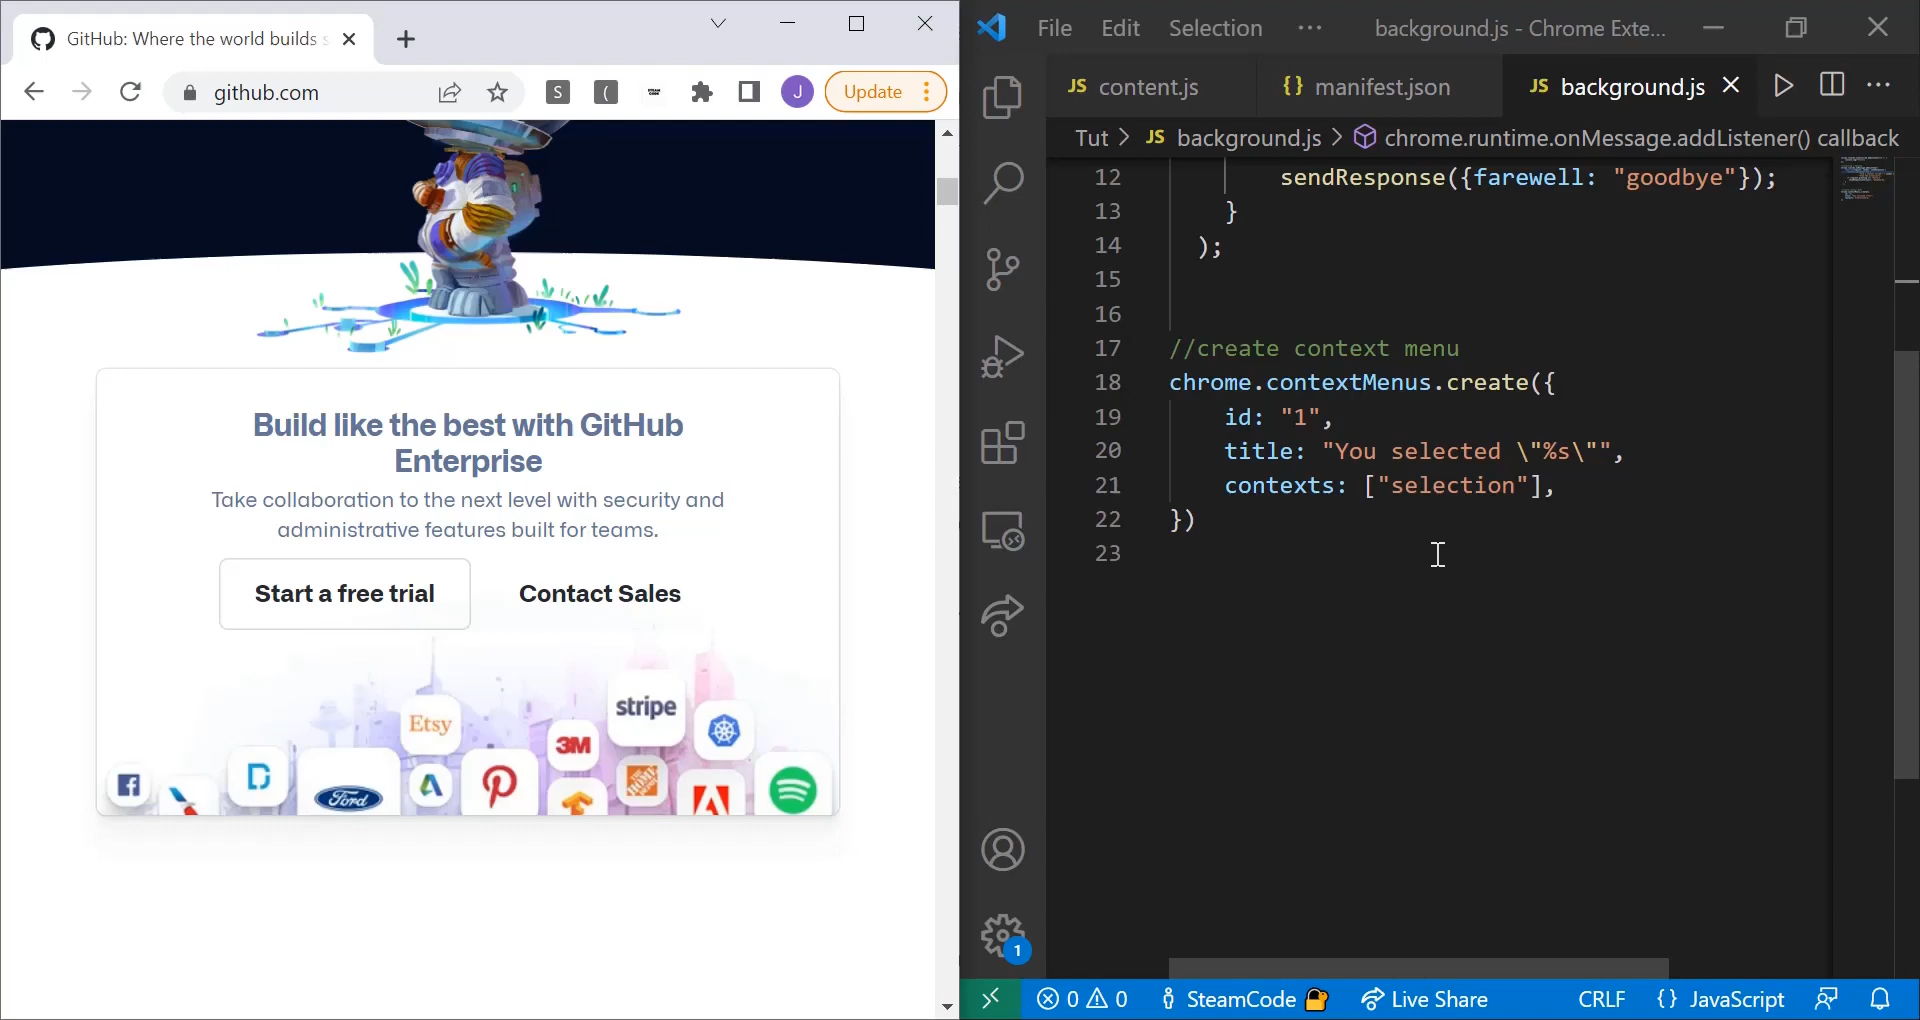 GitHub: Where the world builds s
github.com
S
(
J
Update
Build like the best with GitHub
Enterprise
Take collaboration to the next level with security and
administrative features built for teams.
Start a free trial
Contact Sales
stripe
Etsy
3M
Ford
File Edit Selection ··· background.js - Chrome Exte...
JS content.js
{} manifest.json
JS background.js
Tut > JS background.js > chrome.runtime.onMessage.addListener() callback
12 sendResponse({farewell: "goodbye"});
13 }
14 );
15
16
17 //create context menu
18 chrome.contextMenus.create({
19 id: "1",
20 title: "You selected \"%s\"",
21 contexts: ["selection"],
22 })
23
1
0 0 SteamCode Live Share CRLF {} JavaScript